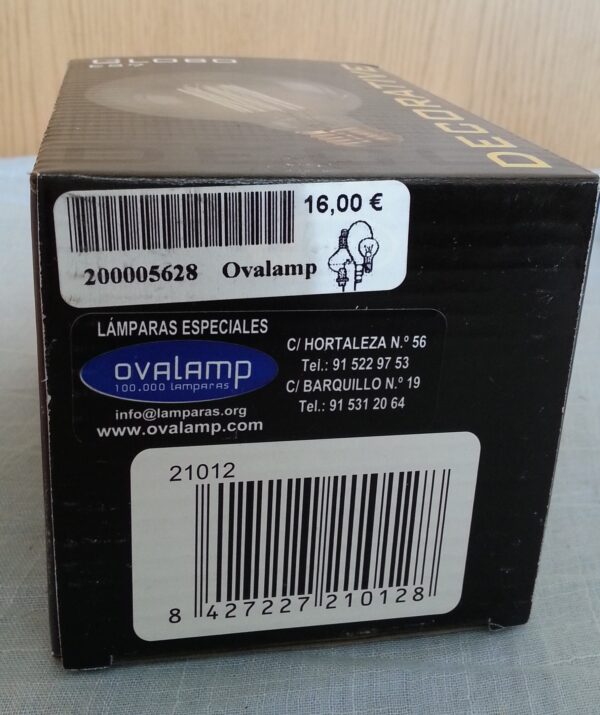 GLOBO
DECORATIVE
16,00 €
200005628 Ovalamp
LÁMPARAS ESPECIALES
OVALAMP
100.000 LAMPARAS
info@lamparas.org
www.ovalamp.com
C/ HORTALEZA N.º 56
Tel.: 91 522 97 53
C/ BARQUILLO N.º 19
Tel.: 91 531 20 64
21012
8 427227 210128